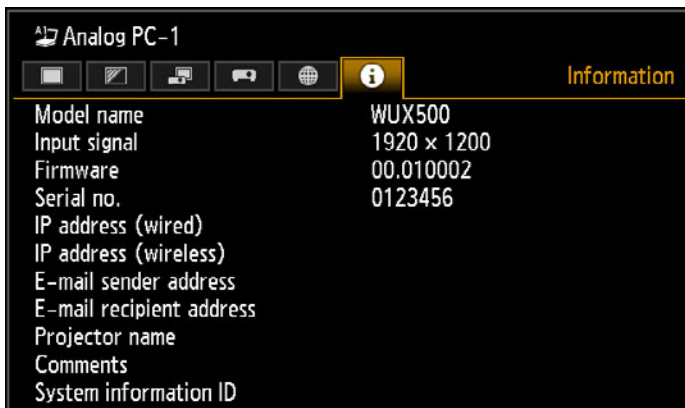 Analog PC-1
Information
Model name WUX500
Input signal 1920 × 1200
Firmware 00.010002
Serial no. 0123456
IP address (wired)
IP address (wireless)
E-mail sender address
E-mail recipient address
Projector name
Comments
System information ID